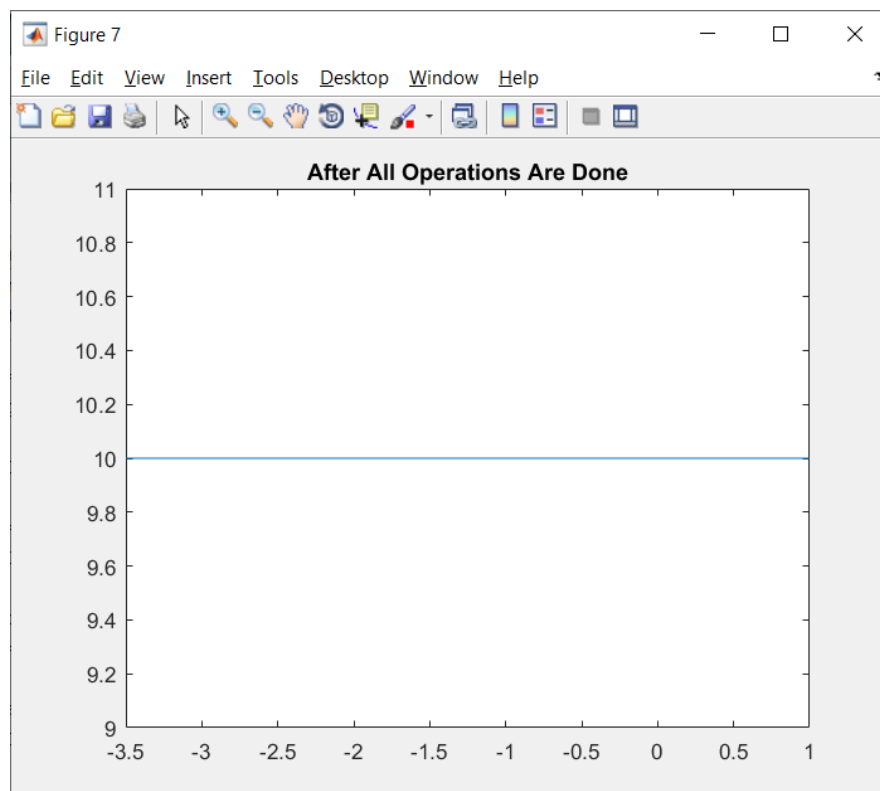 Figure 7
File Edit View Insert Tools Desktop Window Help
After All Operations Are Done
11
10.8
10.6
10.4
10.2
10
9.8
9.6
9.4
9.2
9
-3.5 -3 -2.5 -2 -1.5 -1 -0.5 0 0.5 1